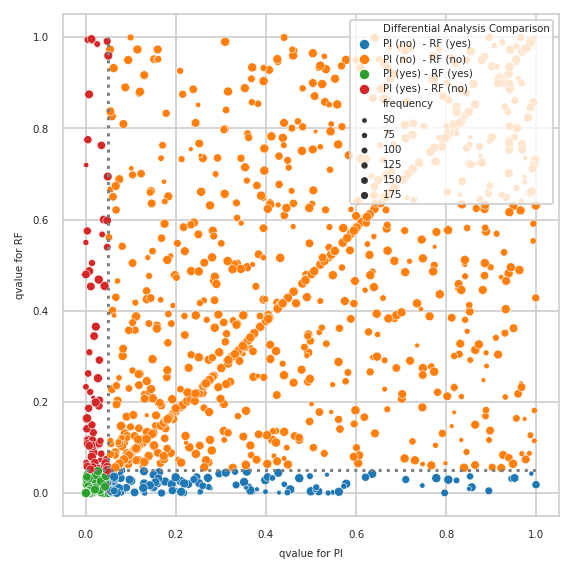 Differential Analysis Comparison
PI (no)  - RF (yes)
PI (no)  - RF (no)
PI (yes) - RF (yes)
PI (yes) - RF (no)
frequency
50
75
100
125
150
175
qvalue for RF
1.0
0.8
0.6
0.4
0.2
0.0
0.0 0.2 0.4 0.6 0.8 1.0
qvalue for PI